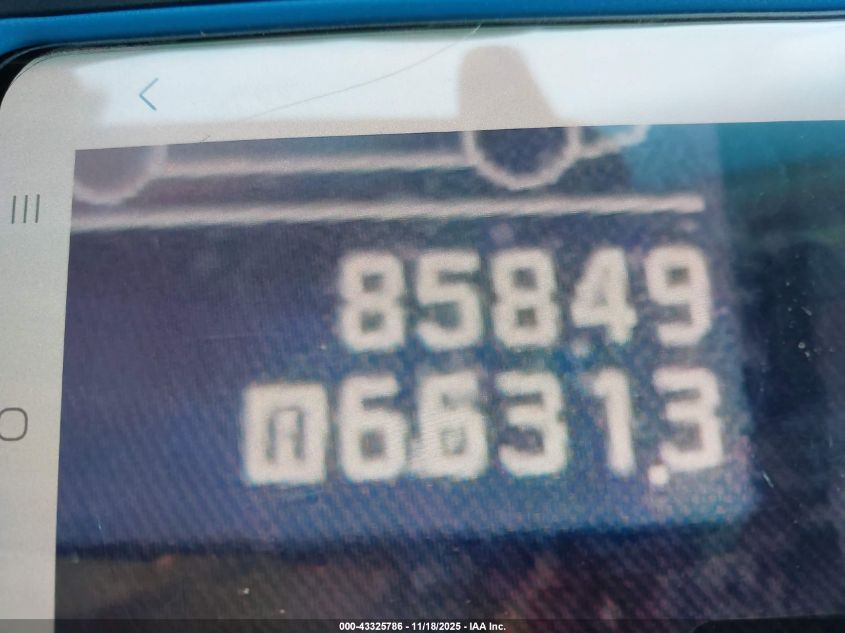 85849
A 6631.3
000-43325786 - 11/18/2025 - IAA Inc.